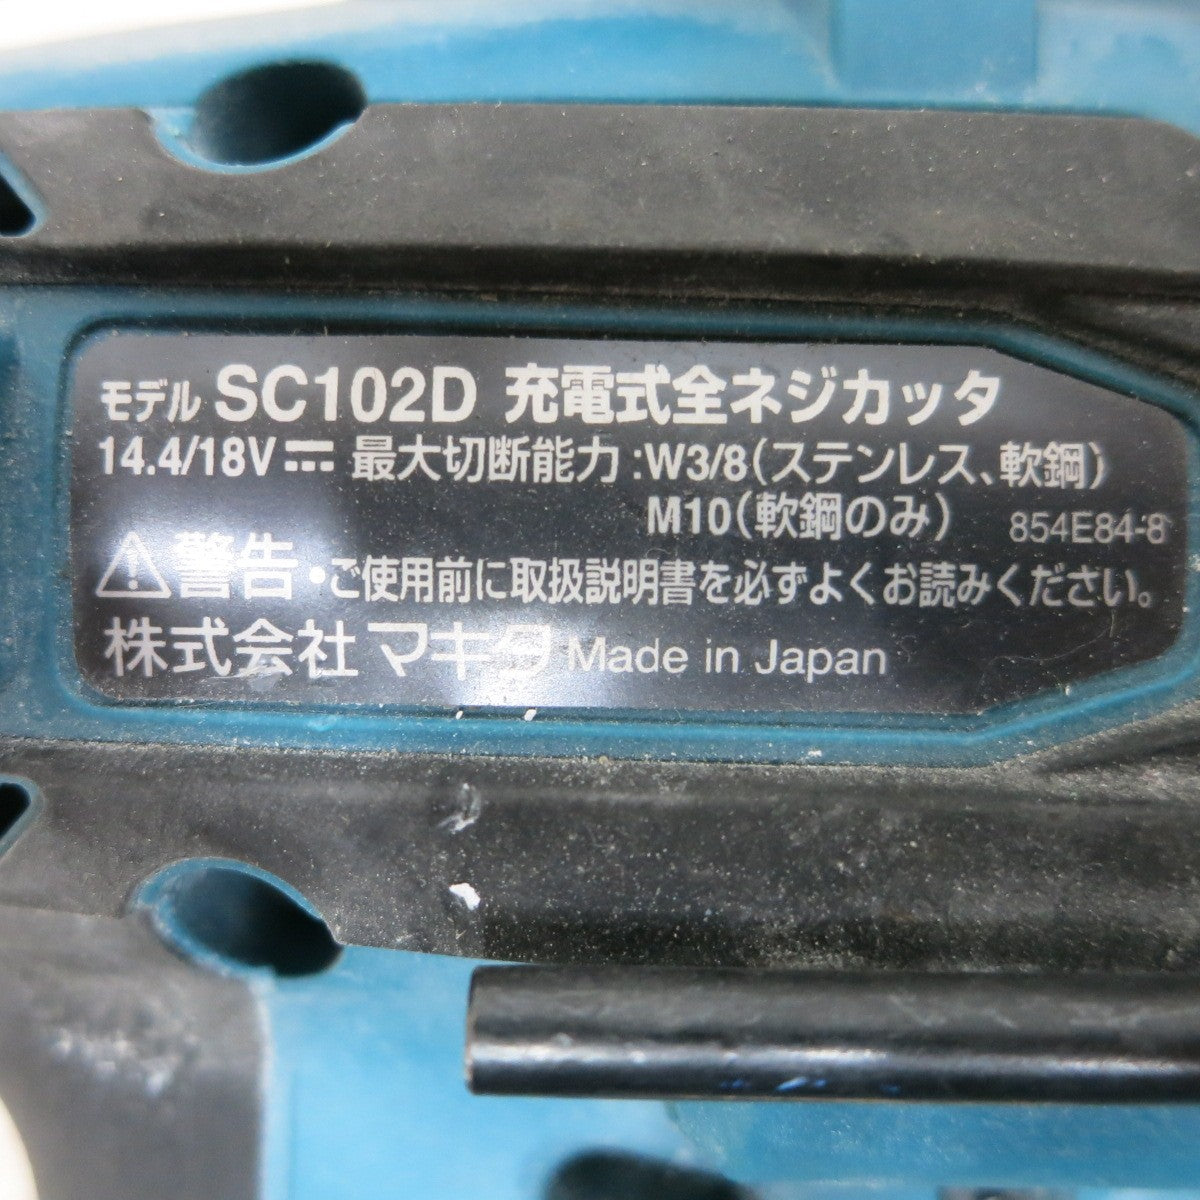 モデル SC102D 充電式全ネジカッタ
14.4/18V⎓ 最大切断能力:W3/8(ステンレス、軟鋼)
M10(軟鋼のみ) 854E84-8
⚠警告・ご使用前に取扱説明書を必ずよくお読みください。
株式会社マキタ Made in Japan